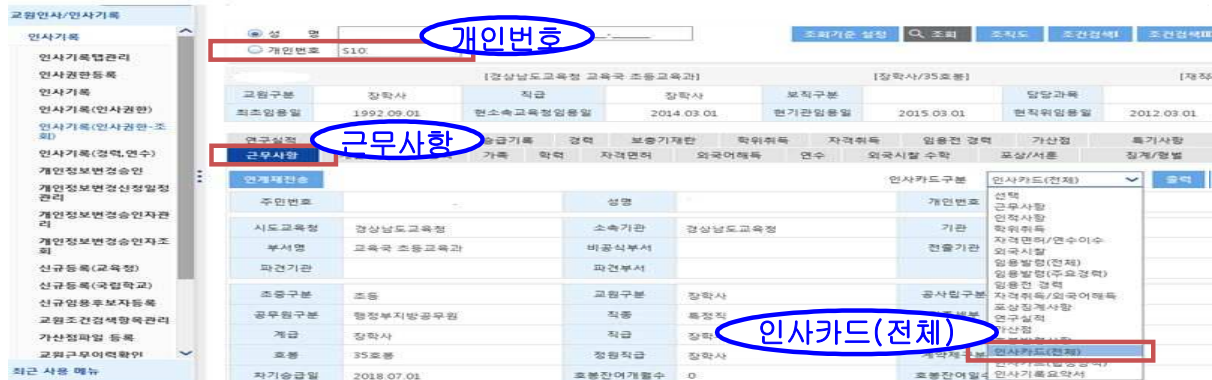 교원인사/인사기록
인사기록
인사기록탭관리
인사권한등록
인사기록
인사기록(인사권한)
인사기록(인사권한-조회)
인사기록(경력,연수)
개인정보변경승인
개인정보변경신청일정관리
개인정보변경승인자관리
개인정보변경승인자조회
신규등록(교육청)
신규등록(국립학교)
신규임용후보자등록
교원조건검색항목관리
가산점파일 등록
교원근무이력확인
최근 사용 메뉴
성 명
개인번호 S10
개인번호
조회기준 설정 조회 조직도 조건검색I 조건검색II
[경상남도교육청 교육국 초등교육과] [장학사/35호봉] [재직
교원구분 장학사 직급 장학사 보직구분 담당과목
최초임용일 1992.09.01 현소속교육청임용일 2014.03.01 현기관임용일 2015.03.01 현직위임용일 2012.03.01
연구실적 승급기록 경력 보충기재란 학위취득 자격취득 임용전 경력 가산점 특기사항
근무사항
근무사항 가족 학력 자격면허 외국어해득 연수 외국시찰 수학 포상/서훈 징계/형벌
연계재전송 인사카드구분 인사카드(전체) 출력
주민번호 성명 개인번호
시도교육청 경상남도교육청 소속기관 경상남도교육청 기관
부서명 교육국 초등교육과 비공식부서 전출기관
파견기관 파견부서
초중구분 초등 교원구분 장학사 공사립구분
공무원구분 행정부지방공무원 직종 특정직
계급 장학사 직급
호봉 35호봉 정원직급 장학사
차기승급일 2018.07.01 호봉잔여개월수 0 호봉잔여일수
선택
근무사항
인적사항
학위취득
자격면허/연수이수
외국시찰
임용발령(전체)
임용발령(주요경력)
임용전 경력
자격취득/외국어해득
포상징계사항
연구실적
가산점
인사카드(전체)
인사카드(전체)
인사기록요약서